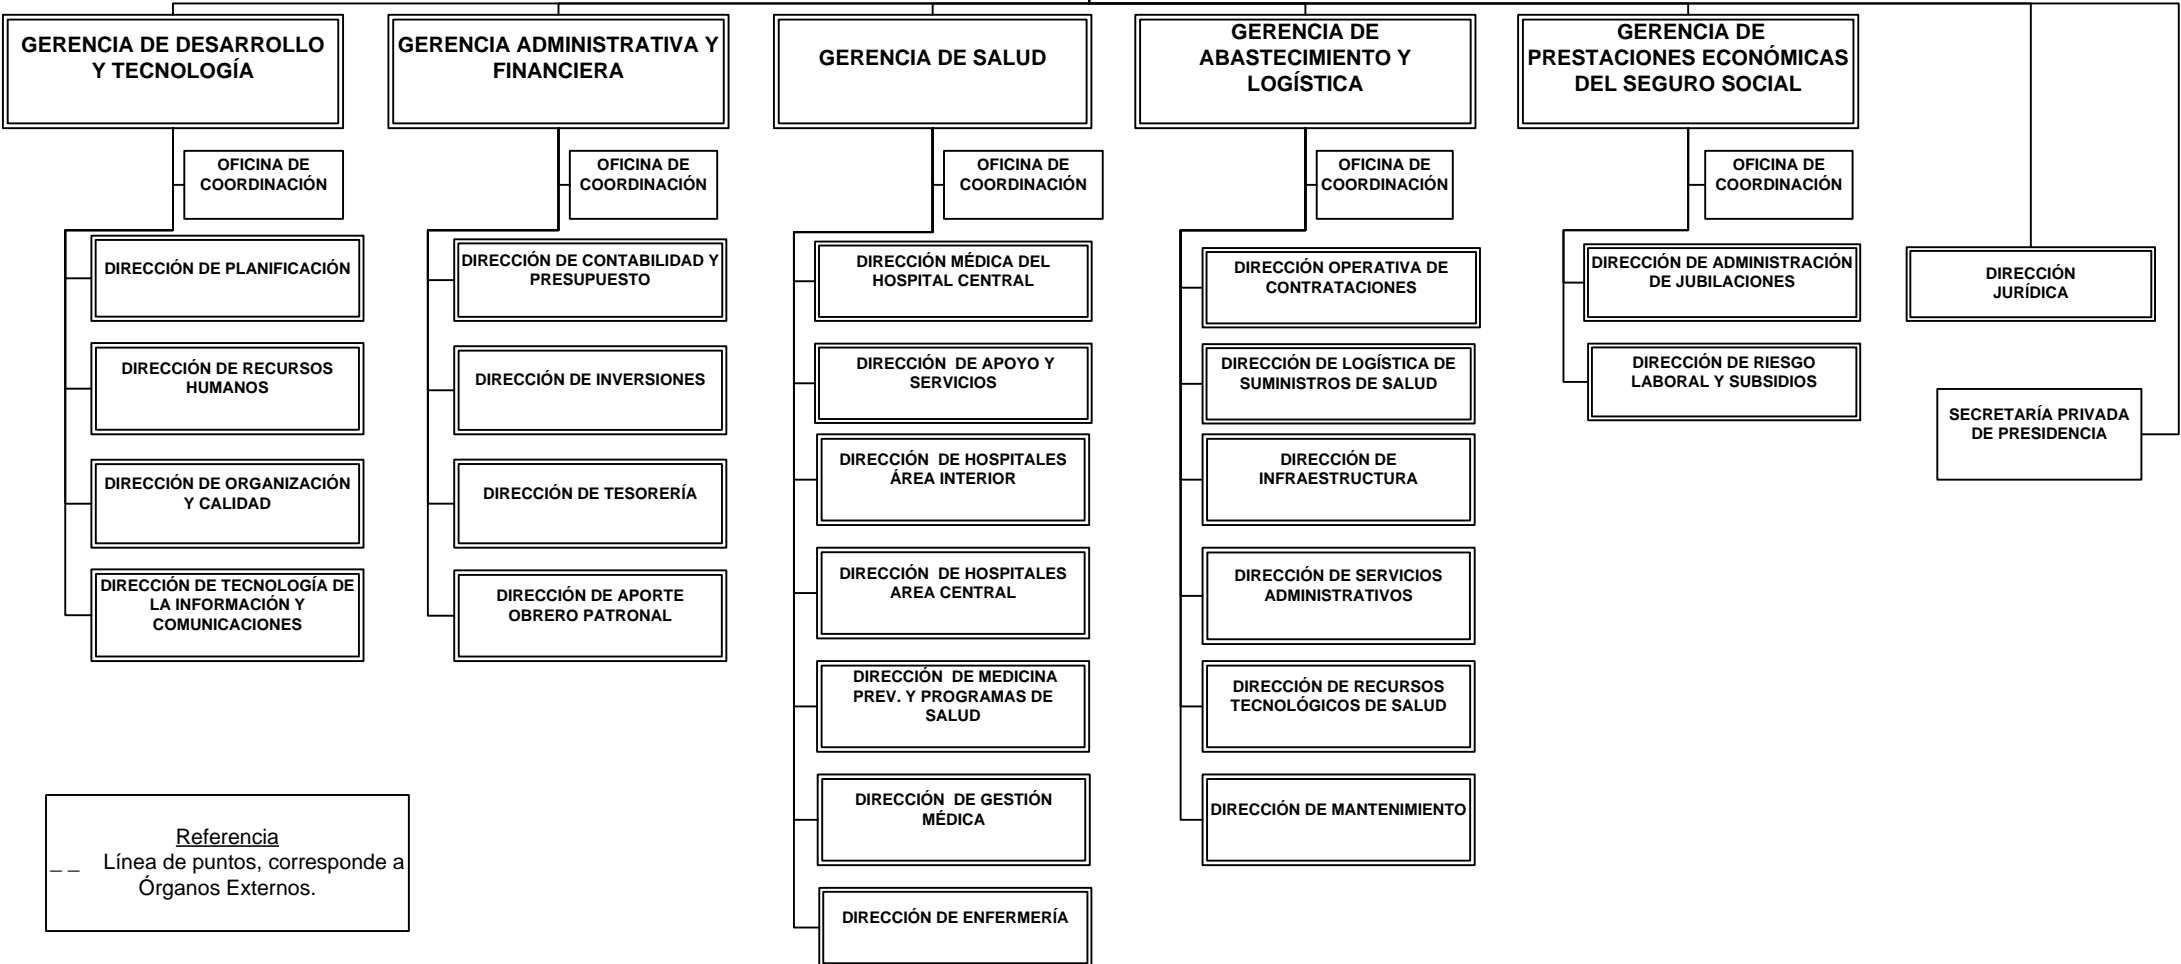 GERENCIA DE DESARROLLO
Y TECNOLOGÍA
GERENCIA ADMINISTRATIVA Y
FINANCIERA
GERENCIA DE SALUD
GERENCIA DE
ABASTECIMIENTO Y
LOGÍSTICA
GERENCIA DE
PRESTACIONES ECONÓMICAS
DEL SEGURO SOCIAL
OFICINA DE
COORDINACIÓN
OFICINA DE
COORDINACIÓN
OFICINA DE
COORDINACIÓN
OFICINA DE
COORDINACIÓN
OFICINA DE
COORDINACIÓN
DIRECCIÓN DE PLANIFICACIÓN
DIRECCIÓN DE RECURSOS
HUMANOS
DIRECCIÓN DE ORGANIZACIÓN
Y CALIDAD
DIRECCIÓN DE TECNOLOGÍA DE
LA INFORMACIÓN Y
COMUNICACIONES
DIRECCIÓN DE CONTABILIDAD Y
PRESUPUESTO
DIRECCIÓN DE INVERSIONES
DIRECCIÓN DE TESORERÍA
DIRECCIÓN DE APORTE
OBRERO PATRONAL
DIRECCIÓN MÉDICA DEL
HOSPITAL CENTRAL
DIRECCIÓN  DE APOYO Y
SERVICIOS
DIRECCIÓN  DE HOSPITALES
ÁREA INTERIOR
DIRECCIÓN  DE HOSPITALES
AREA CENTRAL
DIRECCIÓN  DE MEDICINA
PREV. Y PROGRAMAS DE
SALUD
DIRECCIÓN  DE GESTIÓN
MÉDICA
DIRECCIÓN DE ENFERMERÍA
DIRECCIÓN OPERATIVA DE
CONTRATACIONES
DIRECCIÓN DE LOGÍSTICA DE
SUMINISTROS DE SALUD
DIRECCIÓN DE
INFRAESTRUCTURA
DIRECCIÓN DE SERVICIOS
ADMINISTRATIVOS
DIRECCIÓN DE RECURSOS
TECNOLÓGICOS DE SALUD
DIRECCIÓN DE MANTENIMIENTO
DIRECCIÓN DE ADMINISTRACIÓN
DE JUBILACIONES
DIRECCIÓN DE RIESGO
LABORAL Y SUBSIDIOS
DIRECCIÓN
JURÍDICA
SECRETARÍA PRIVADA
DE PRESIDENCIA
Referencia
_ _ Línea de puntos, corresponde a
Órganos Externos.